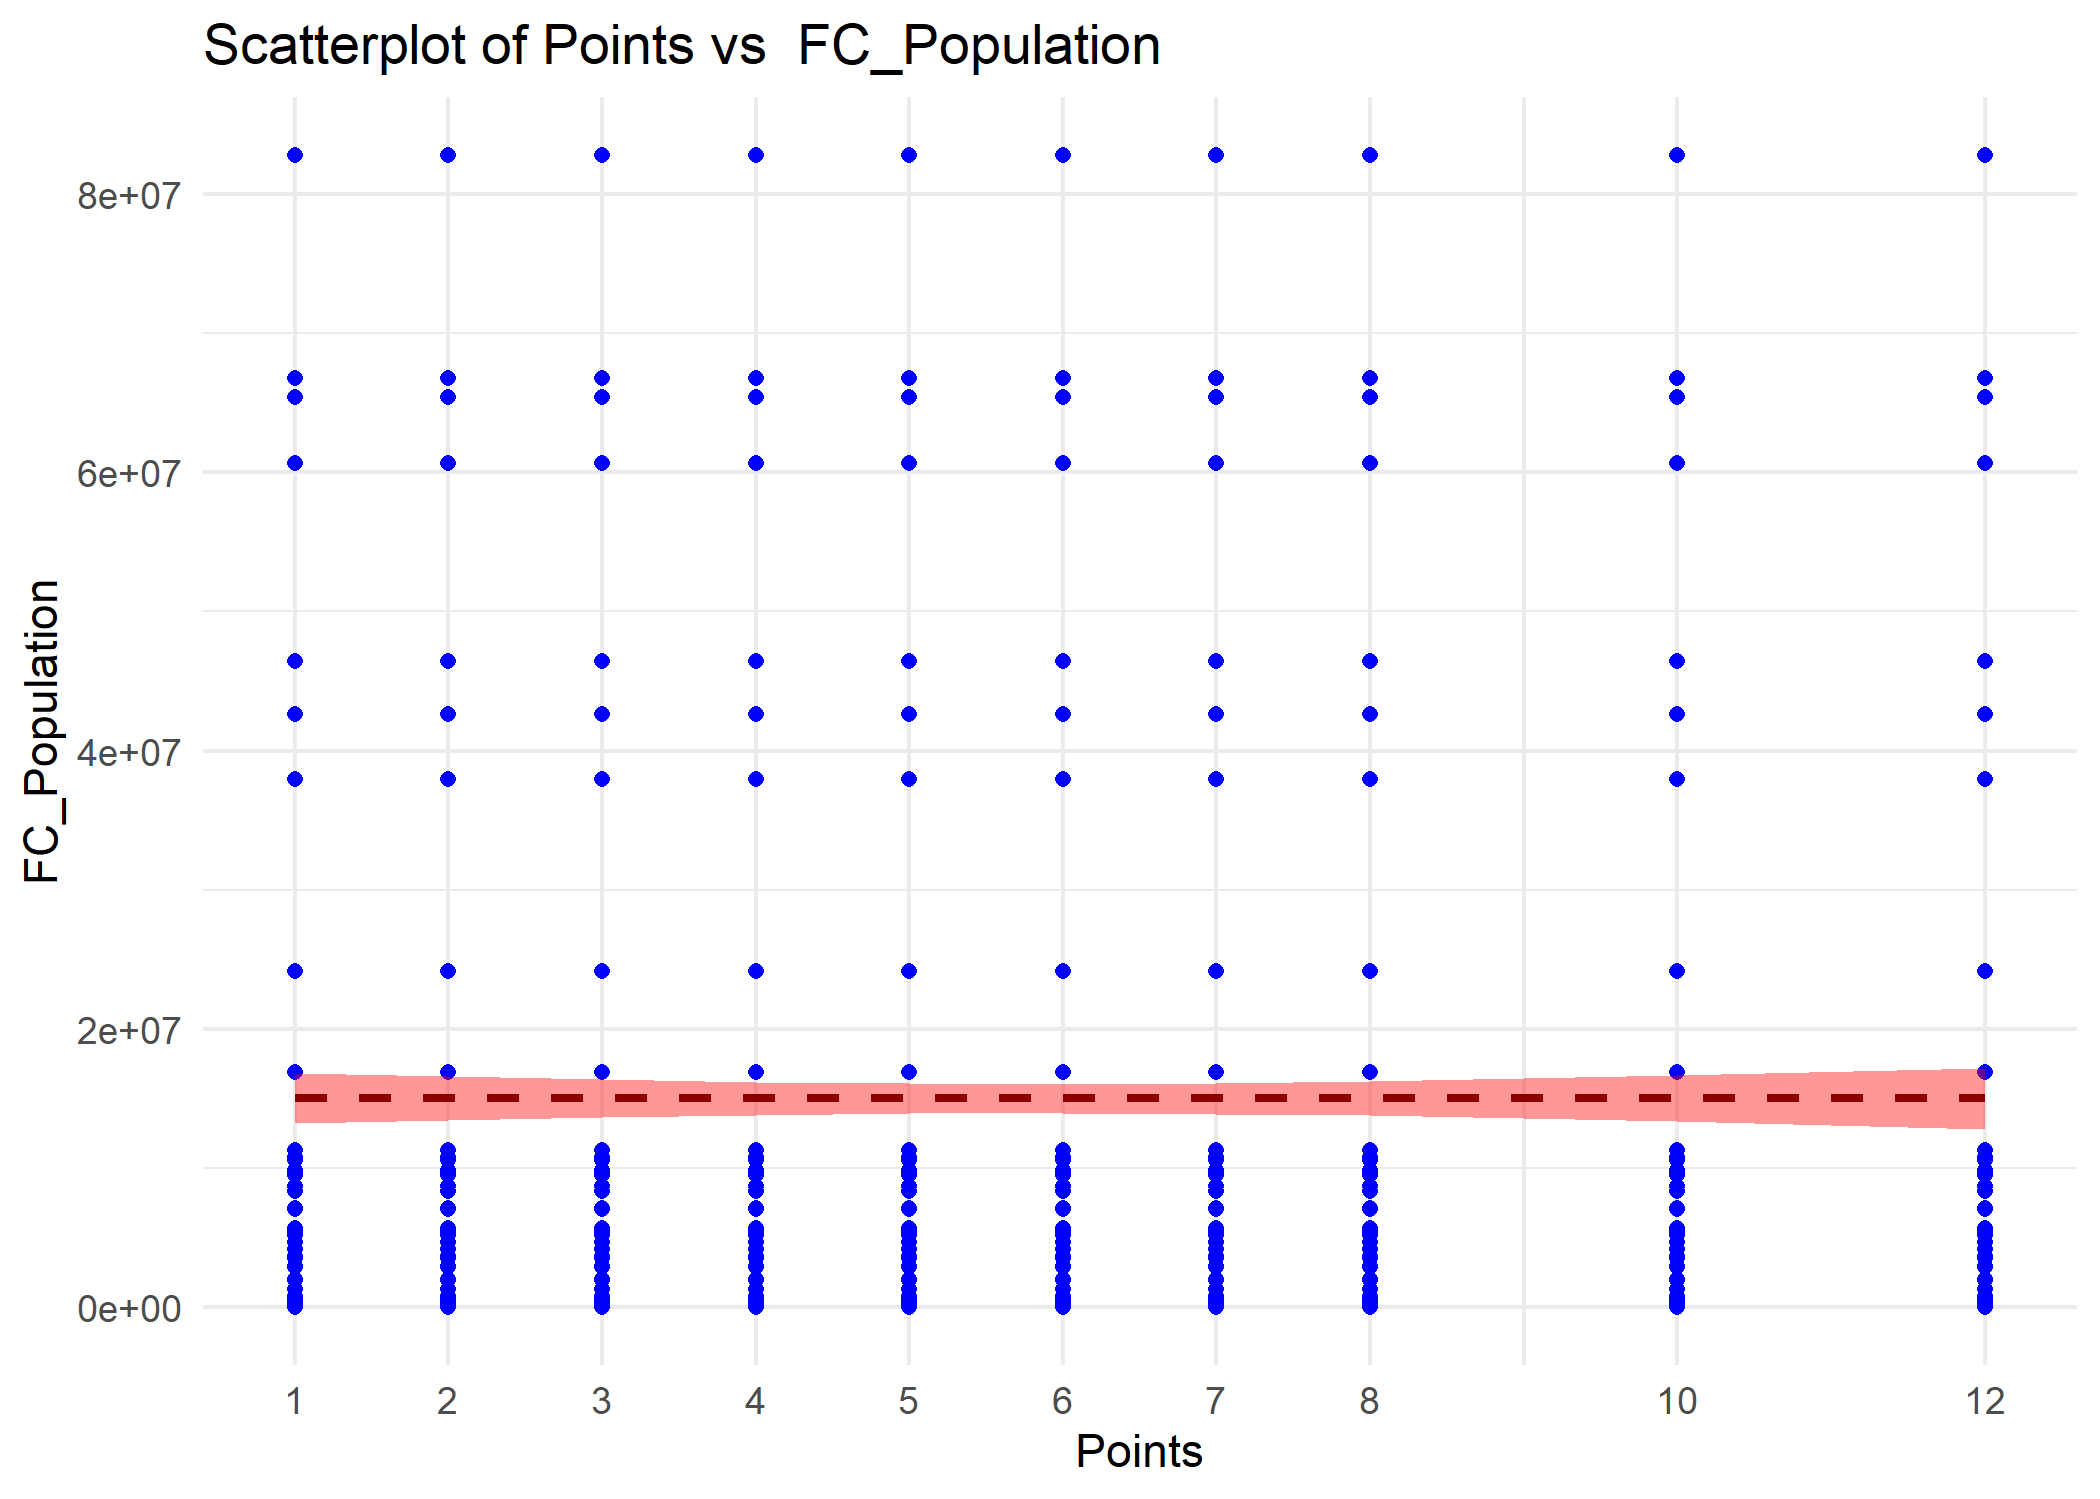 Scatterplot of Points vs  FC_Population
FC_Population
8e+07
6e+07
4e+07
2e+07
0e+00
1 2 3 4 5 6 7 8 10 12
Points